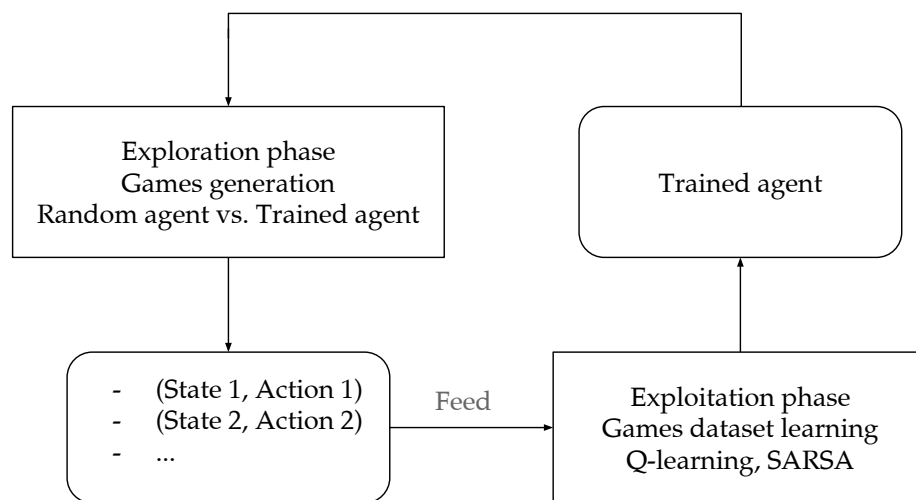 Exploration phase
Games generation
Random agent vs. Trained agent
Trained agent
- (State 1, Action 1)
- (State 2, Action 2)
- ...
Feed
Exploitation phase
Games dataset learning
Q-learning, SARSA